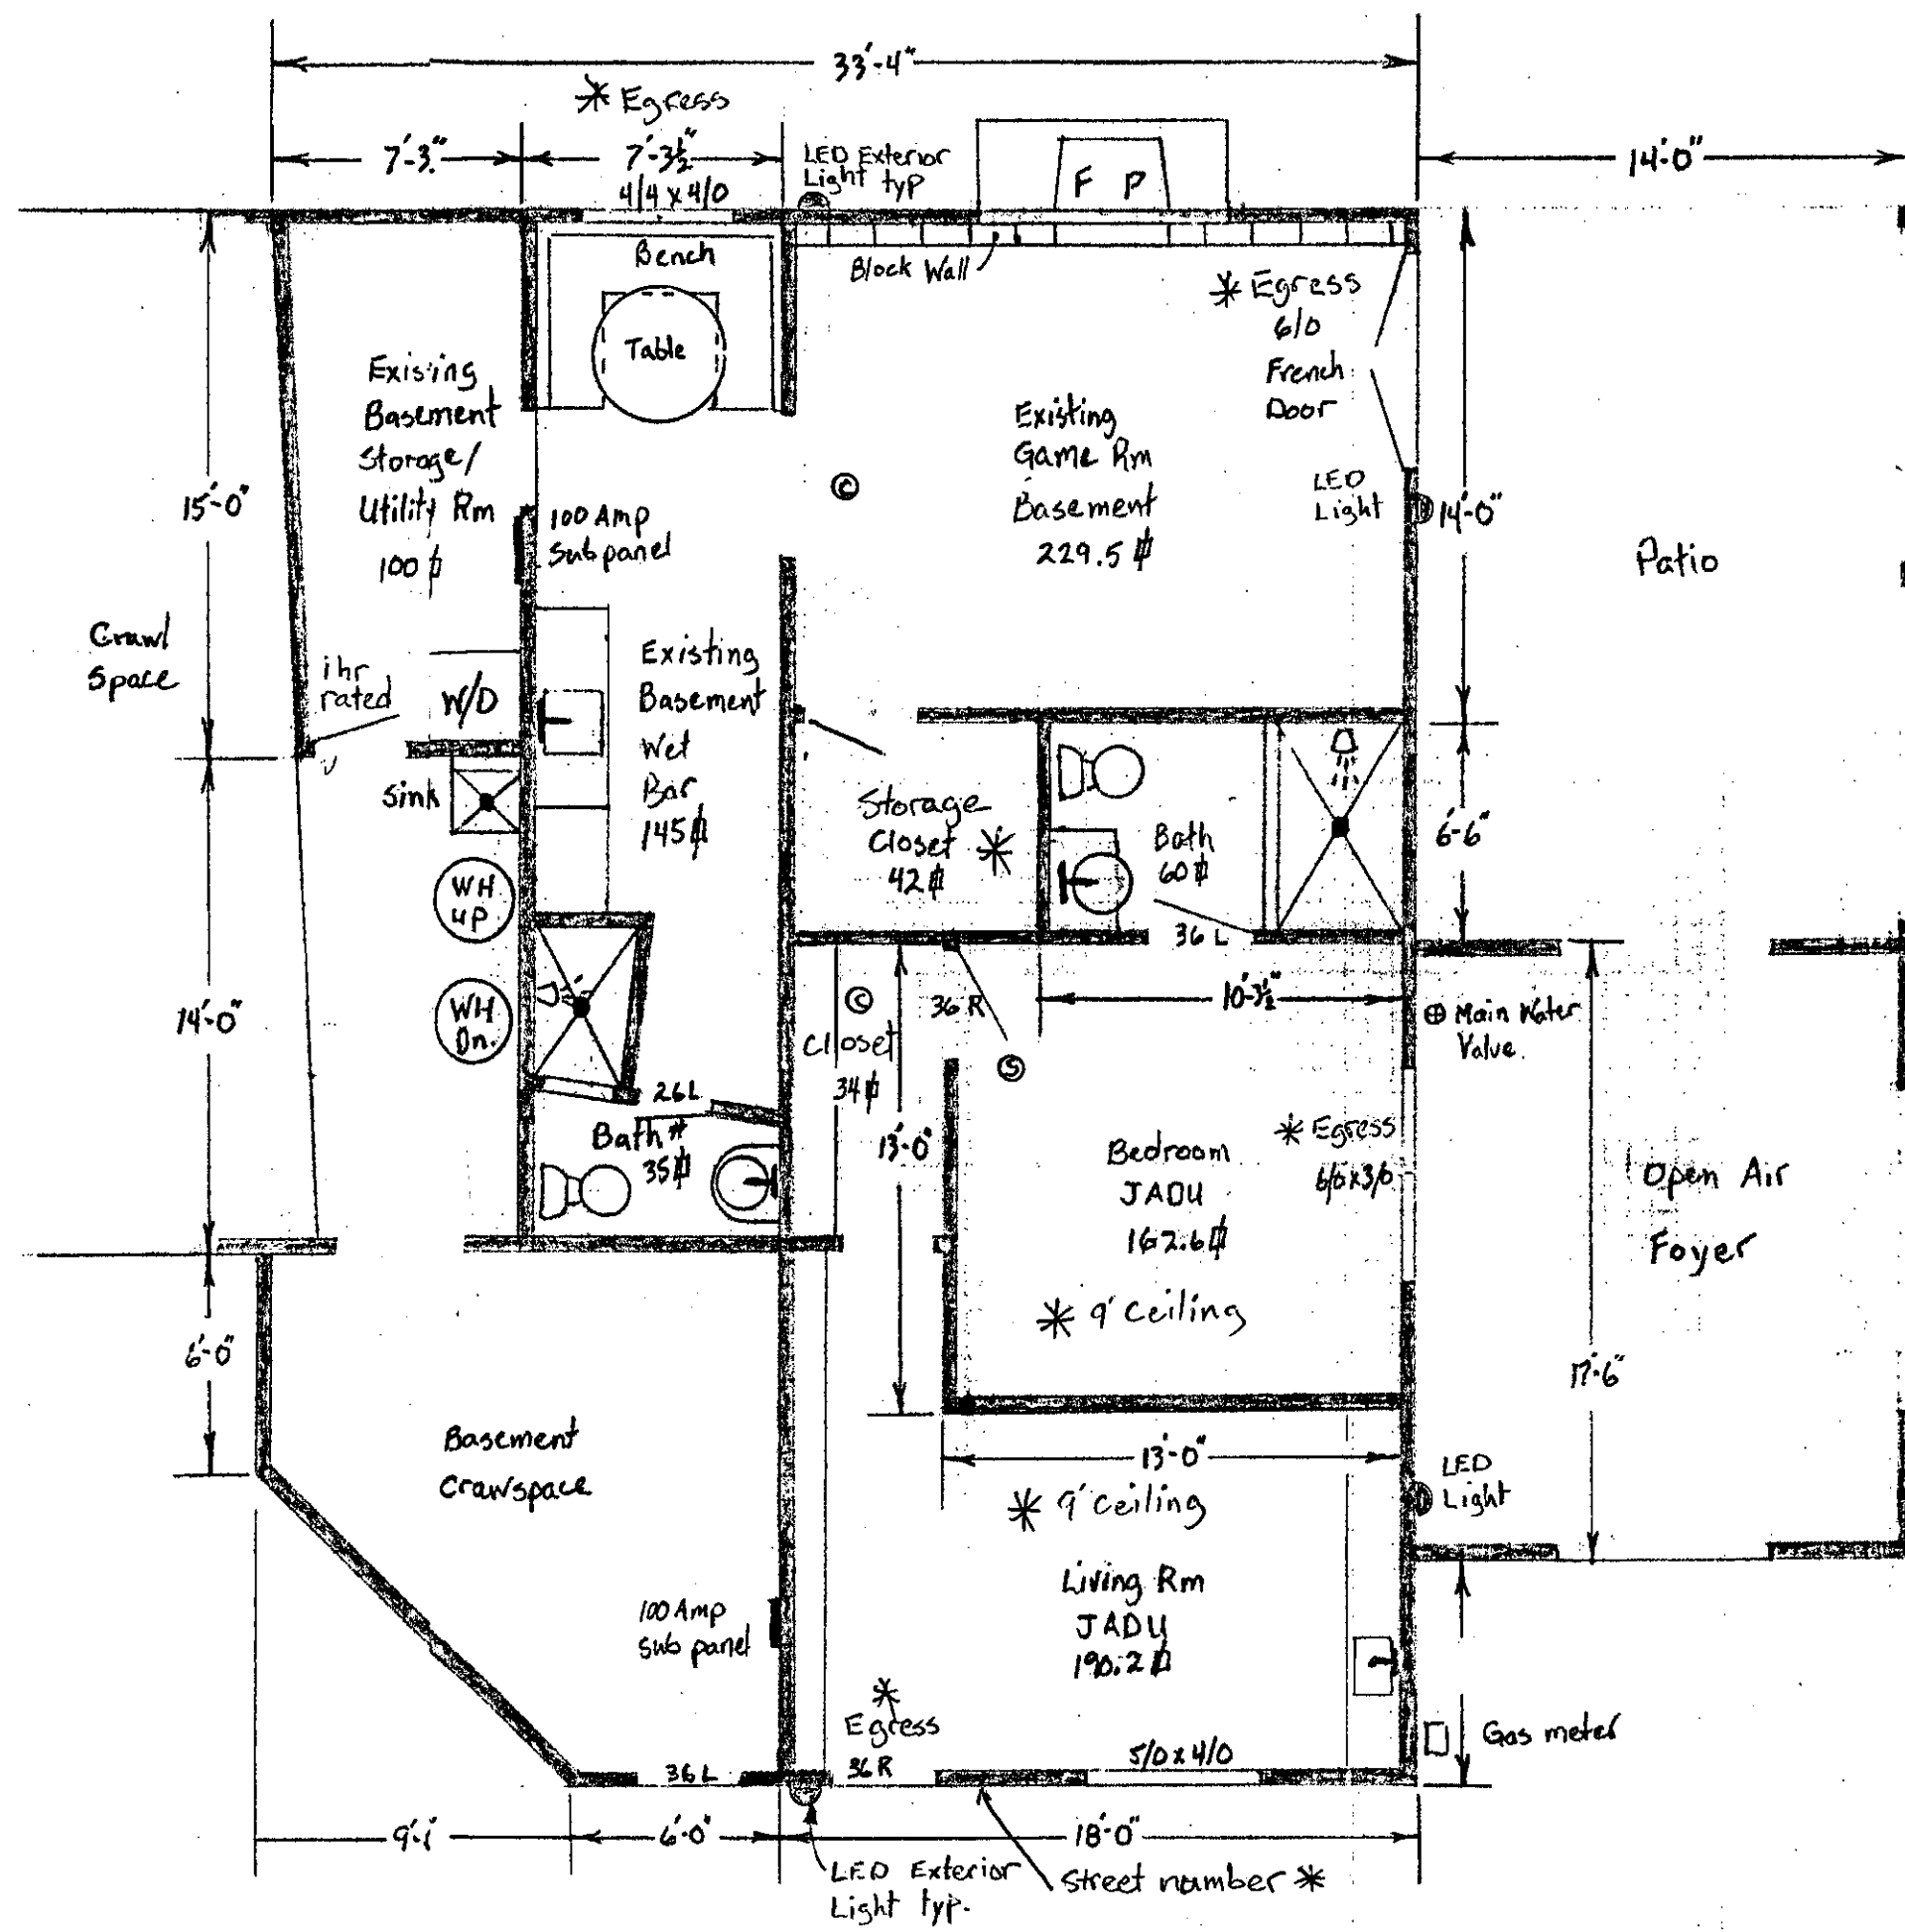 33'-4"
* Egress
7'-3"
7'-3½"
4/4 x 4/0
LED Exterior
Light typ
F P
14'-0"
Bench
Table
Block Wall
* Egress
6/0
French
Door
Existing
Basement
Storage/
Utility Rm
100 ⌷
15'-0"
100 Amp
Subpanel
C
Existing
Game Rm
Basement
229.5 ⌷
LED
Light
14'-0"
Patio
Crawl
Space
1 hr
rated
W/D
Existing
Basement
Wet
Bar
145 ⌷
Sink
Storage
Closet *
42 ⌷
Bath
60 ⌷
6'-6"
WH
up
36 L
14'-0"
WH
Dn.
C
Closet
34 ⌷
36 R
10'-3½"
S
Main Water
Valve.
26 L
Bath #
35 ⌷
13'-0"
Bedroom
JADU
162.6 ⌷
* Egress
6/0x3/0
Open Air
Foyer
* 9' Ceiling
6'-0"
17'-6"
Basement
Crawspace
13'-0"
* 9' Ceiling
LED
Light
100 Amp
Sub panel
Living Rm
JADU
190.2 ⌷
*
Egress
36 R
5/0 x 4/0
36 L
Gas meter
9'-1'
6'-0"
18'-0"
LED Exterior
Light typ.
Street number *